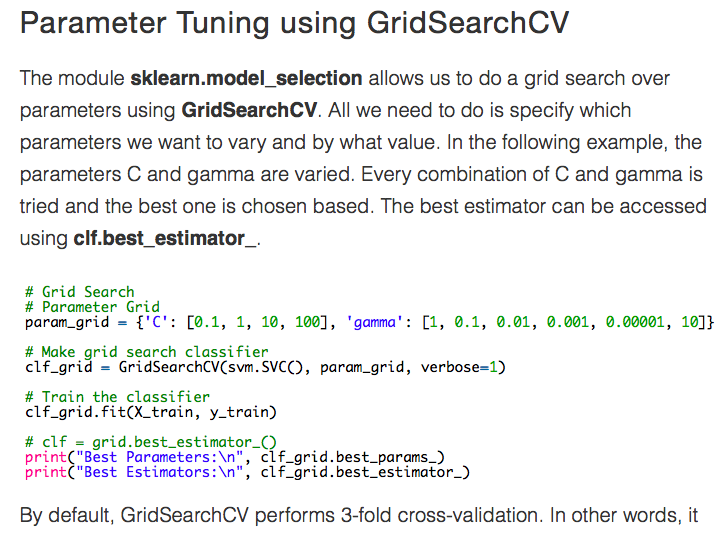 Parameter Tuning using GridSearchCV
The module sklearn.model_selection allows us to do a grid search over
parameters using GridSearchCV. All we need to do is specify which
parameters we want to vary and by what value. In the following example, the
parameters C and gamma are varied. Every combination of C and gamma is
tried and the best one is chosen based. The best estimator can be accessed
using clf.best_estimator_.
# Grid Search
# Parameter Grid
param_grid = {'C': [0.1, 1, 10, 100], 'gamma': [1, 0.1, 0.01, 0.001, 0.00001, 10]}
# Make grid search classifier
clf_grid = GridSearchCV(svm.SVC(), param_grid, verbose=1)
# Train the classifier
clf_grid.fit(X_train, y_train)
# clf = grid.best_estimator_()
print("Best Parameters:\n", clf_grid.best_params_)
print("Best Estimators:\n", clf_grid.best_estimator_)
By default, GridSearchCV performs 3-fold cross-validation. In other words, it